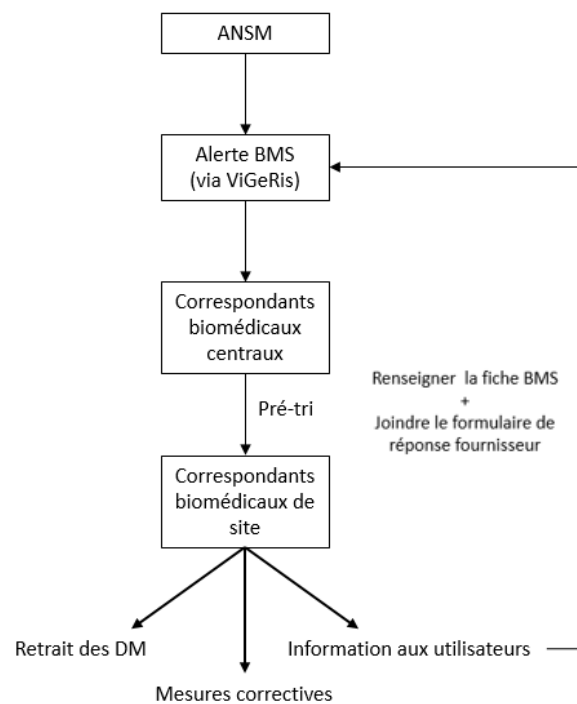 ANSM
Alerte BMS
(via ViGeRis)
Correspondants
biomédicaux
centraux
Renseigner la fiche BMS
+
Joindre le formulaire de
réponse fournisseur
Pré-tri
Correspondants
biomédicaux de
site
Retrait des DM
Information aux utilisateurs
Mesures correctives